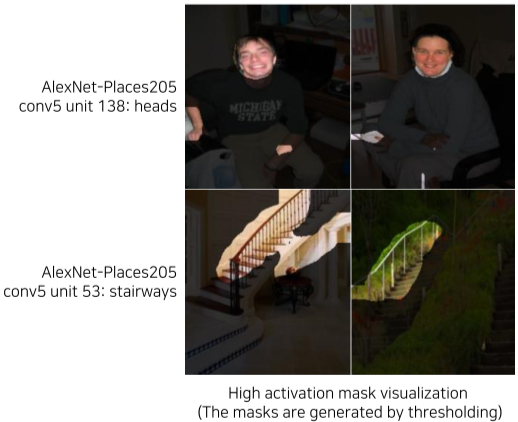 AlexNet-Places205
conv5 unit 138: heads
MICHIGAN
STATE
AlexNet-Places205
conv5 unit 53: stairways
High activation mask visualization
(The masks are generated by thresholding)